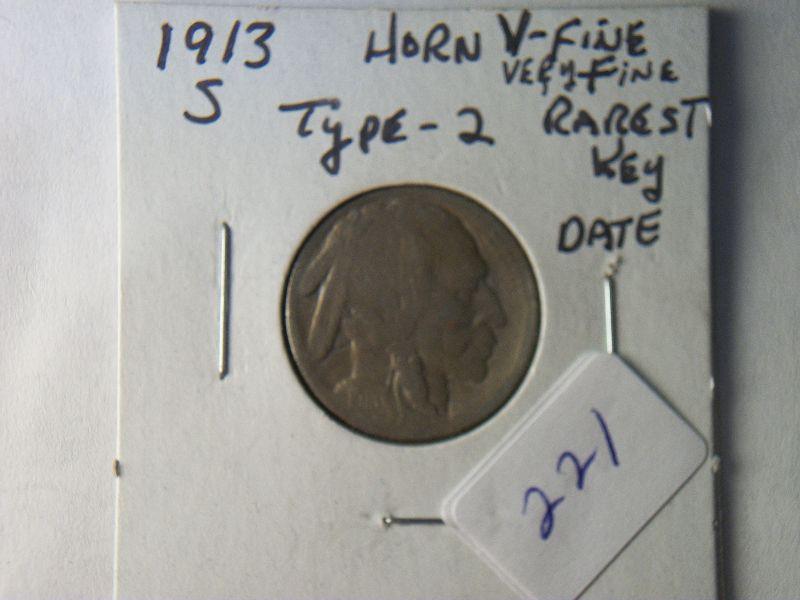 1913 HORN V-FINE
VERY-FINE
S TYPE-2 RAREST
KEY
DATE
221